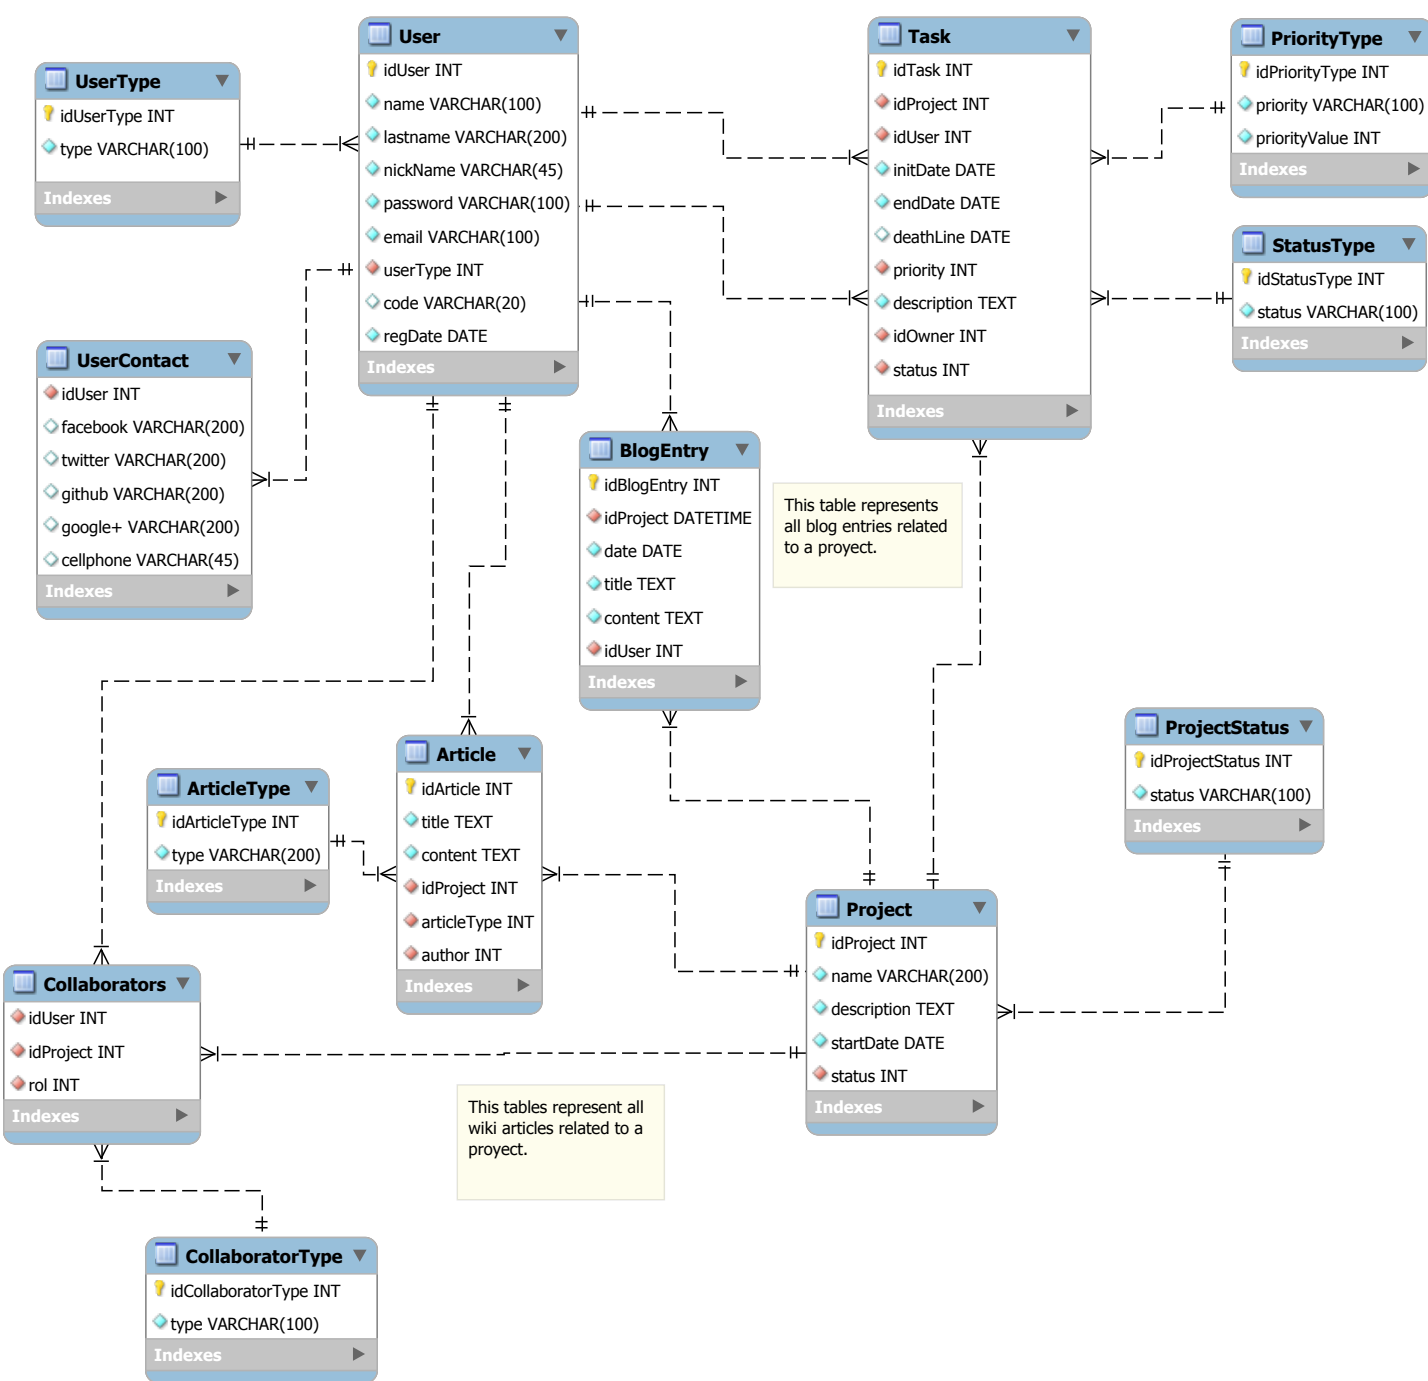 UserType
idUserType INT
type VARCHAR(100)
Indexes
User
idUser INT
name VARCHAR(100)
lastname VARCHAR(200)
nickName VARCHAR(45)
password VARCHAR(100)
email VARCHAR(100)
userType INT
code VARCHAR(20)
regDate DATE
Indexes
Task
idTask INT
idProject INT
idUser INT
initDate DATE
endDate DATE
deathLine DATE
priority INT
description TEXT
idOwner INT
status INT
Indexes
PriorityType
idPriorityType INT
priority VARCHAR(100)
priorityValue INT
Indexes
StatusType
idStatusType INT
status VARCHAR(100)
Indexes
UserContact
idUser INT
facebook VARCHAR(200)
twitter VARCHAR(200)
github VARCHAR(200)
google+ VARCHAR(200)
cellphone VARCHAR(45)
Indexes
BlogEntry
idBlogEntry INT
idProject DATETIME
date DATE
title TEXT
content TEXT
idUser INT
Indexes
This table represents
all blog entries related
to a proyect.
ArticleType
idArticleType INT
type VARCHAR(200)
Indexes
Article
idArticle INT
title TEXT
content TEXT
idProject INT
articleType INT
author INT
Indexes
ProjectStatus
idProjectStatus INT
status VARCHAR(100)
Indexes
Project
idProject INT
name VARCHAR(200)
description TEXT
startDate DATE
status INT
Indexes
Collaborators
idUser INT
idProject INT
rol INT
Indexes
This tables represent all
wiki articles related to a
proyect.
CollaboratorType
idCollaboratorType INT
type VARCHAR(100)
Indexes